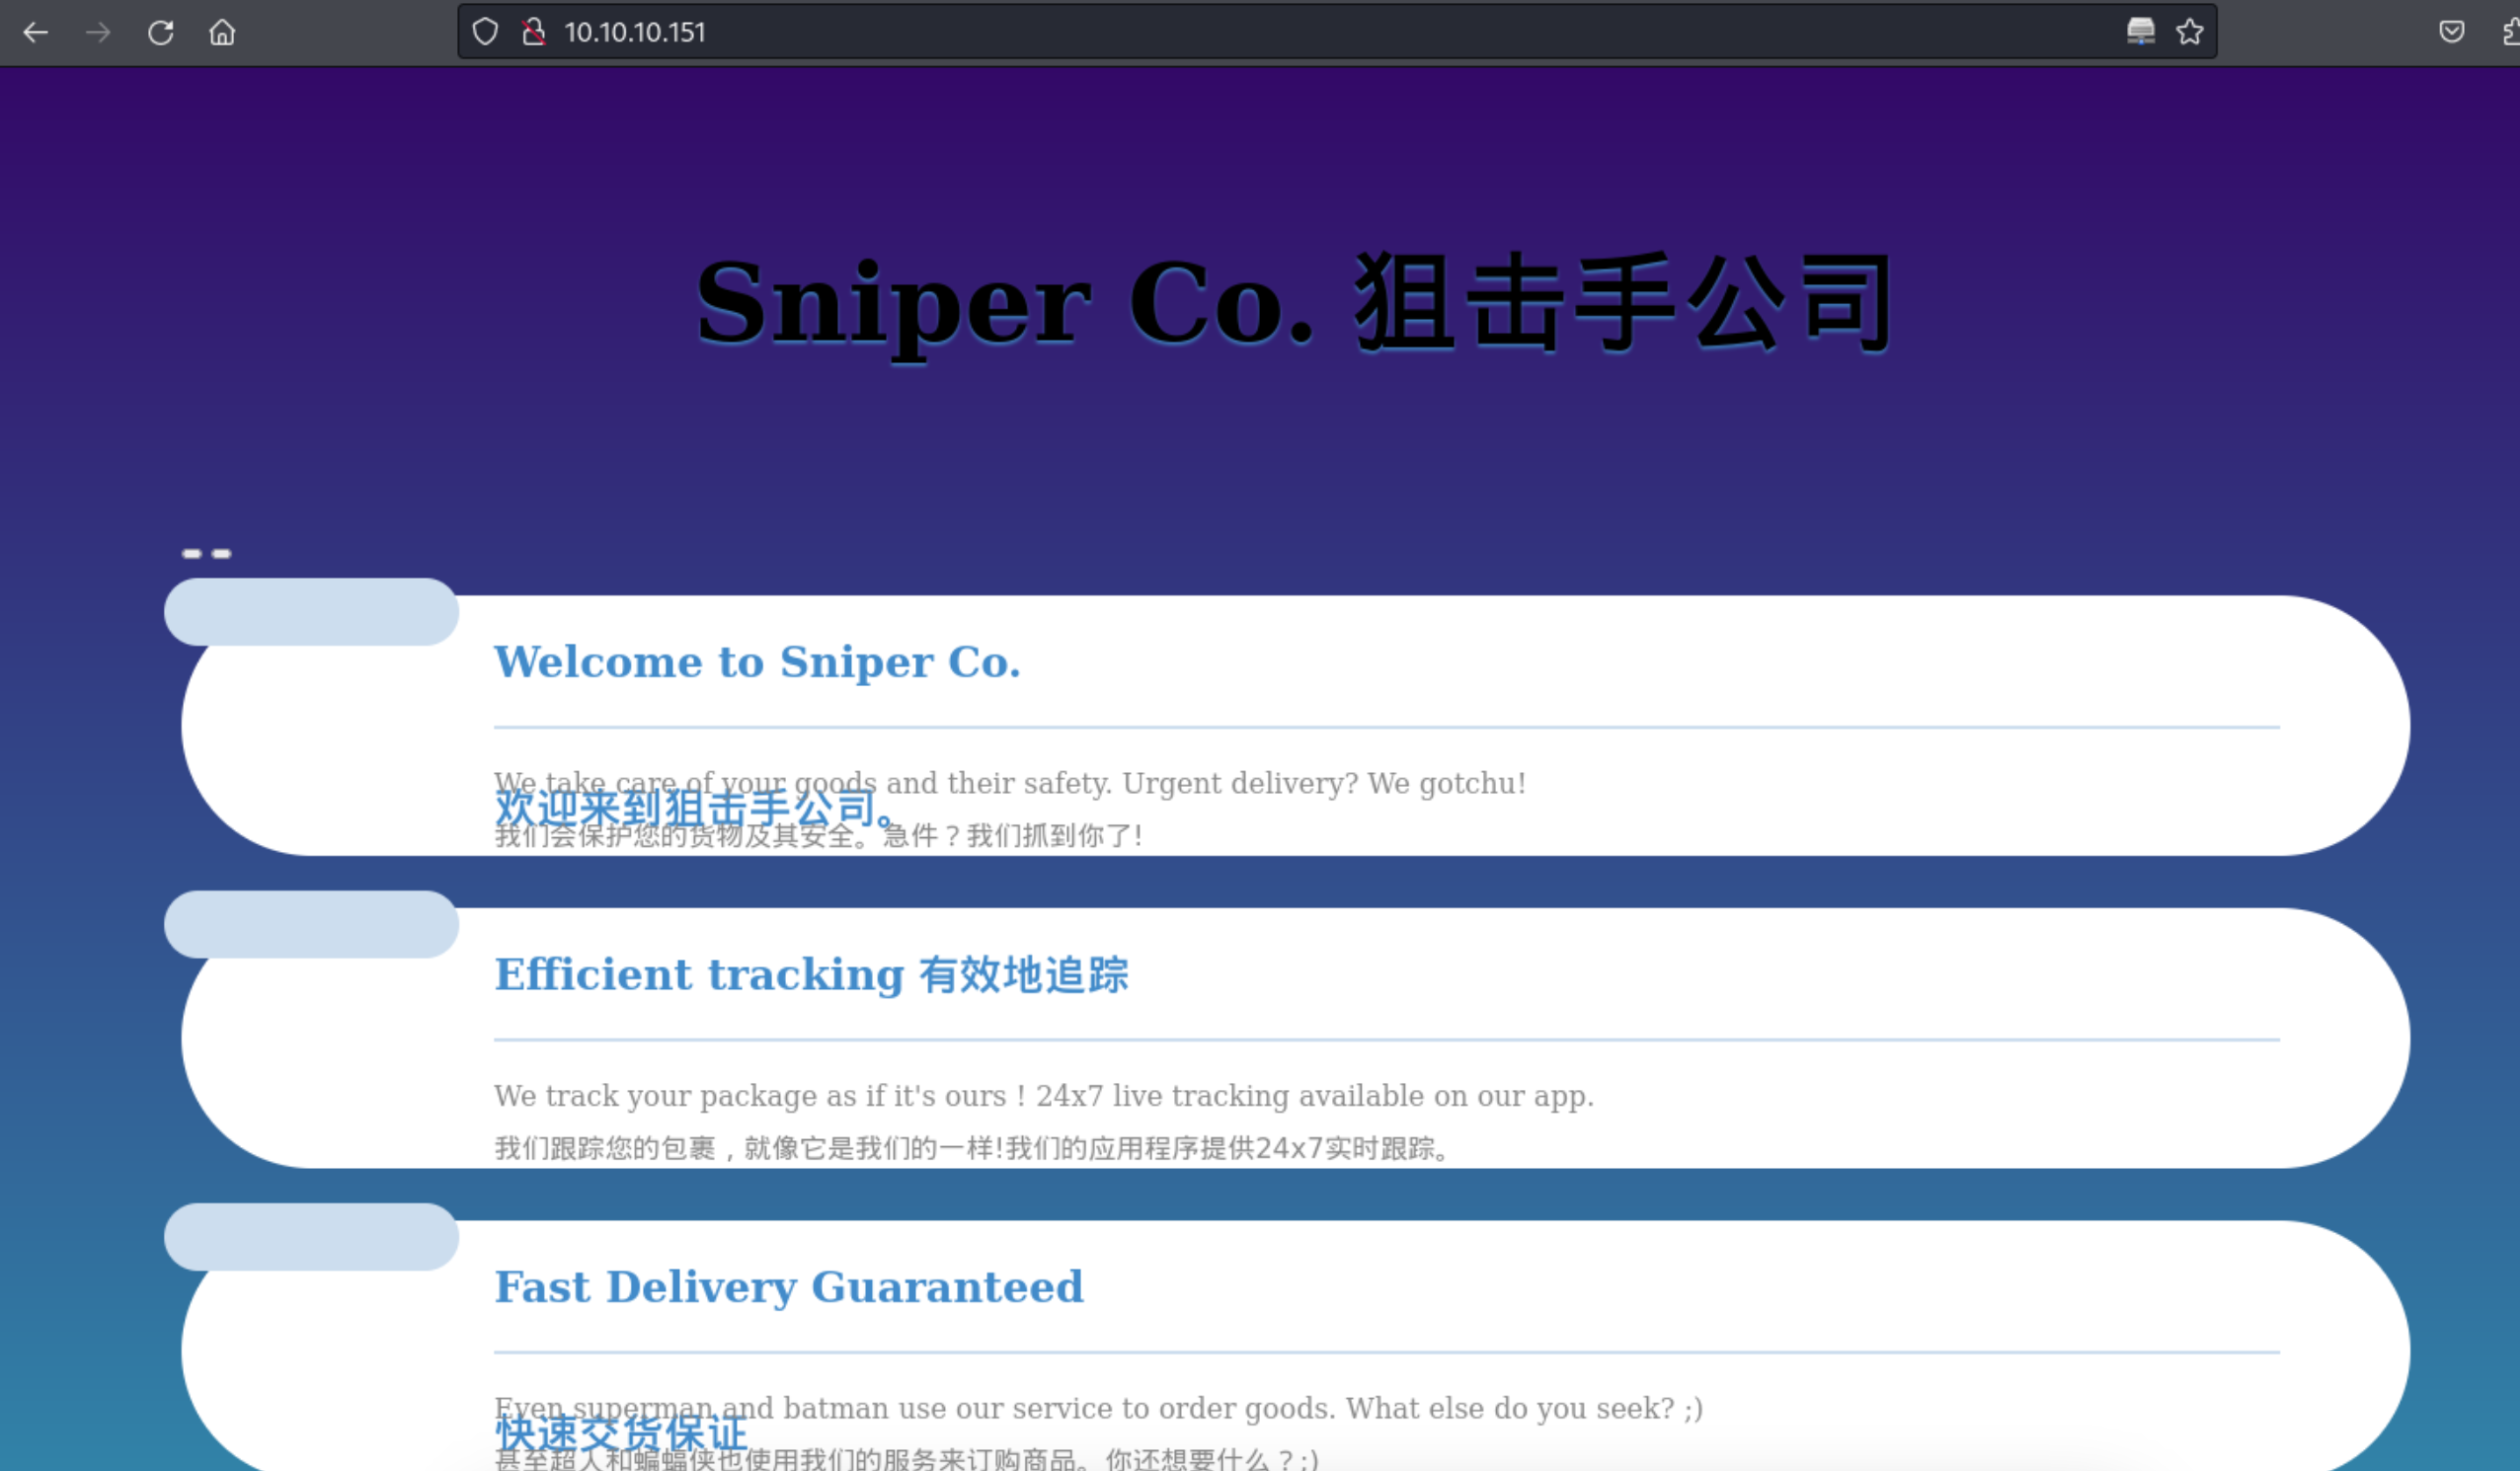 10.10.10.151
Sniper Co. 狙击手公司
--
Welcome to Sniper Co.
We take care of your goods and their safety. Urgent delivery? We gotchu!
欢迎来到狙击手公司。
我们会保护您的货物及其安全。急件？我们抓到你了!
Efficient tracking 有效地追踪
We track your package as if it's ours ! 24x7 live tracking available on our app.
我们跟踪您的包裹，就像它是我们的一样!我们的应用程序提供24x7实时跟踪。
Fast Delivery Guaranteed
Even superman and batman use our service to order goods. What else do you seek? ;)
快速交货保证
甚至超人和蝙蝠侠也使用我们的服务来订购商品。你还想要什么？;)